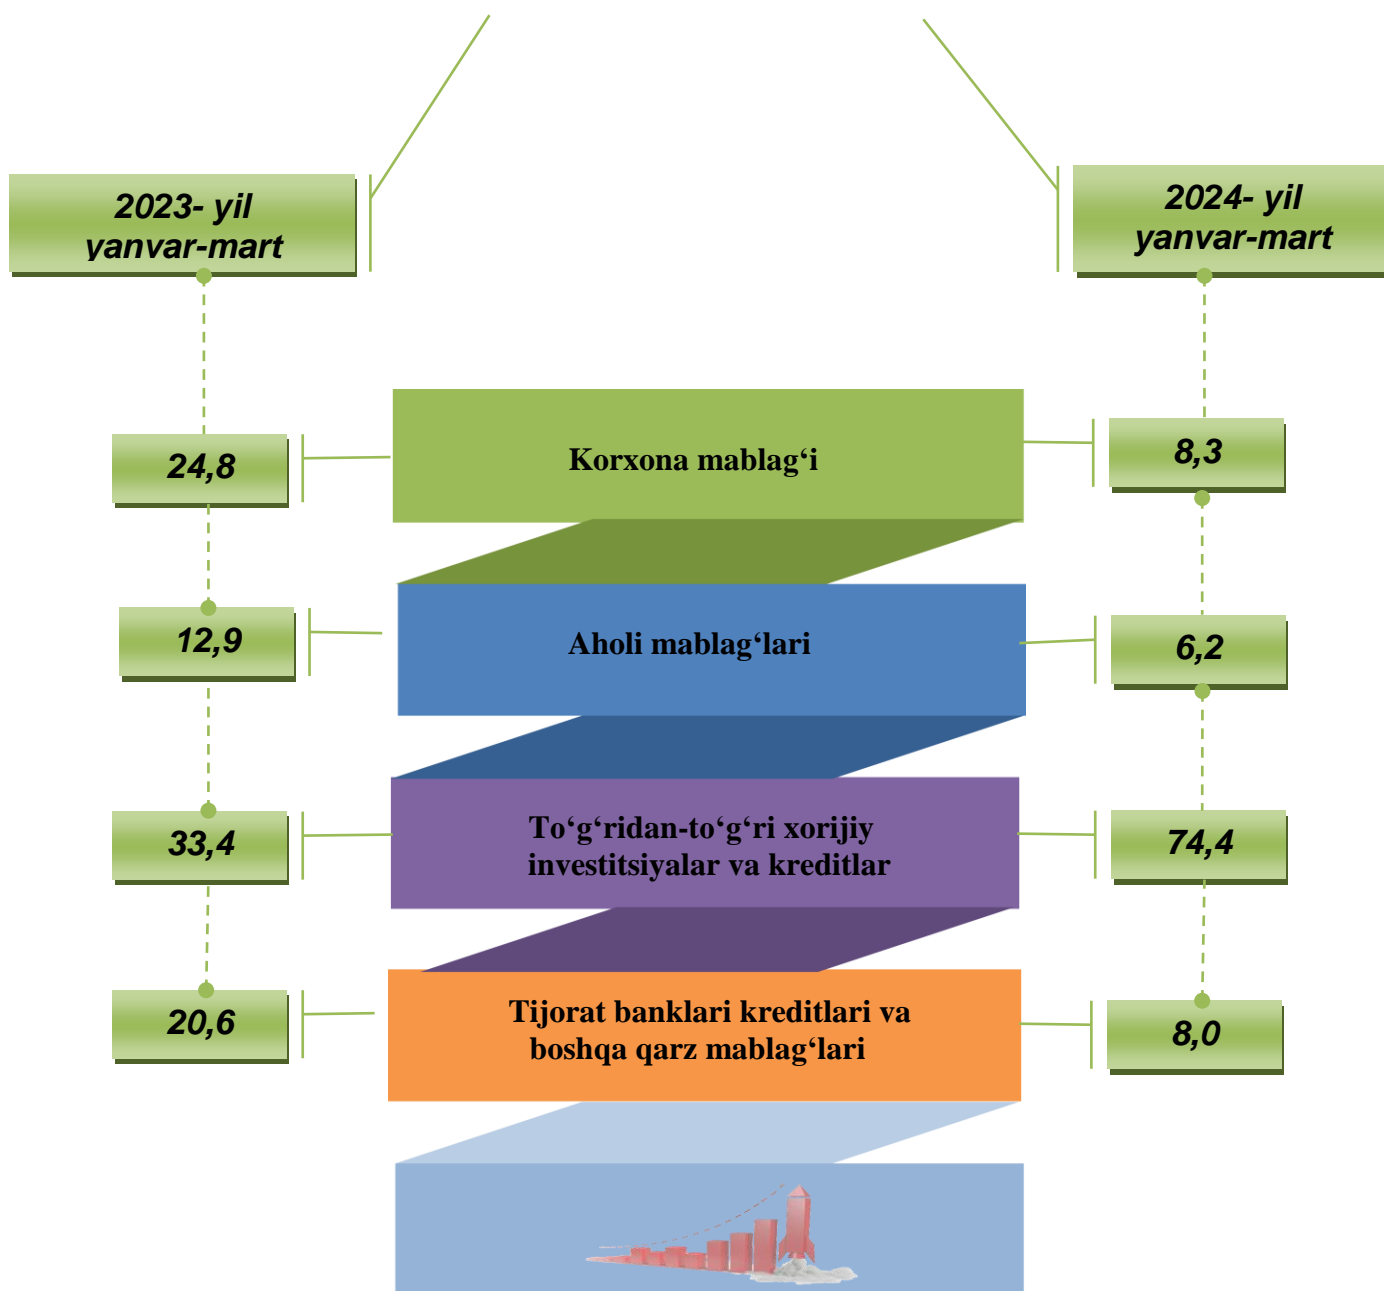 2023- yil
yanvar-mart
2024- yil
yanvar-mart
24,8
Korxona mablag‘i
8,3
12,9
Aholi mablag‘lari
6,2
33,4
To‘g‘ridan-to‘g‘ri xorijiy
investitsiyalar va kreditlar
74,4
20,6
Tijorat banklari kreditlari va
boshqa qarz mablag‘lari
8,0